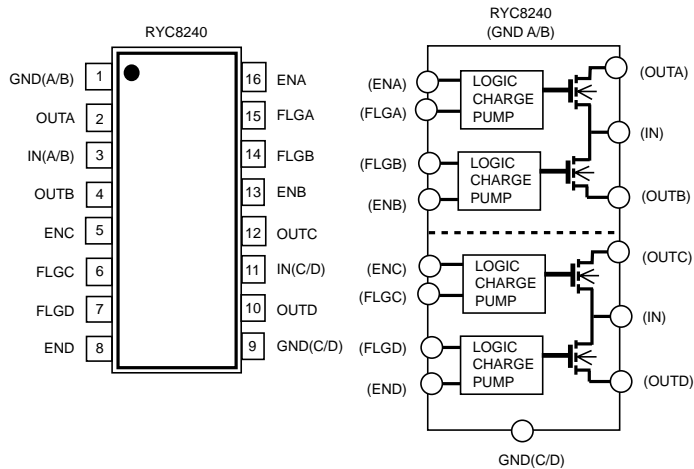 RYC8240
GND(A/B) 1
OUTA 2
IN(A/B) 3
OUTB 4
ENC 5
FLGC 6
FLGD 7
END 8
16 ENA
15 FLGA
14 FLGB
13 ENB
12 OUTC
11 IN(C/D)
10 OUTD
9 GND(C/D)
RYC8240
(GND A/B)
(ENA)
(FLGA)
LOGIC
CHARGE
PUMP
(OUTA)
(IN)
(FLGB)
(ENB)
LOGIC
CHARGE
PUMP
(OUTB)
(ENC)
(FLGC)
LOGIC
CHARGE
PUMP
(OUTC)
(IN)
(FLGD)
(END)
LOGIC
CHARGE
PUMP
(OUTD)
GND(C/D)